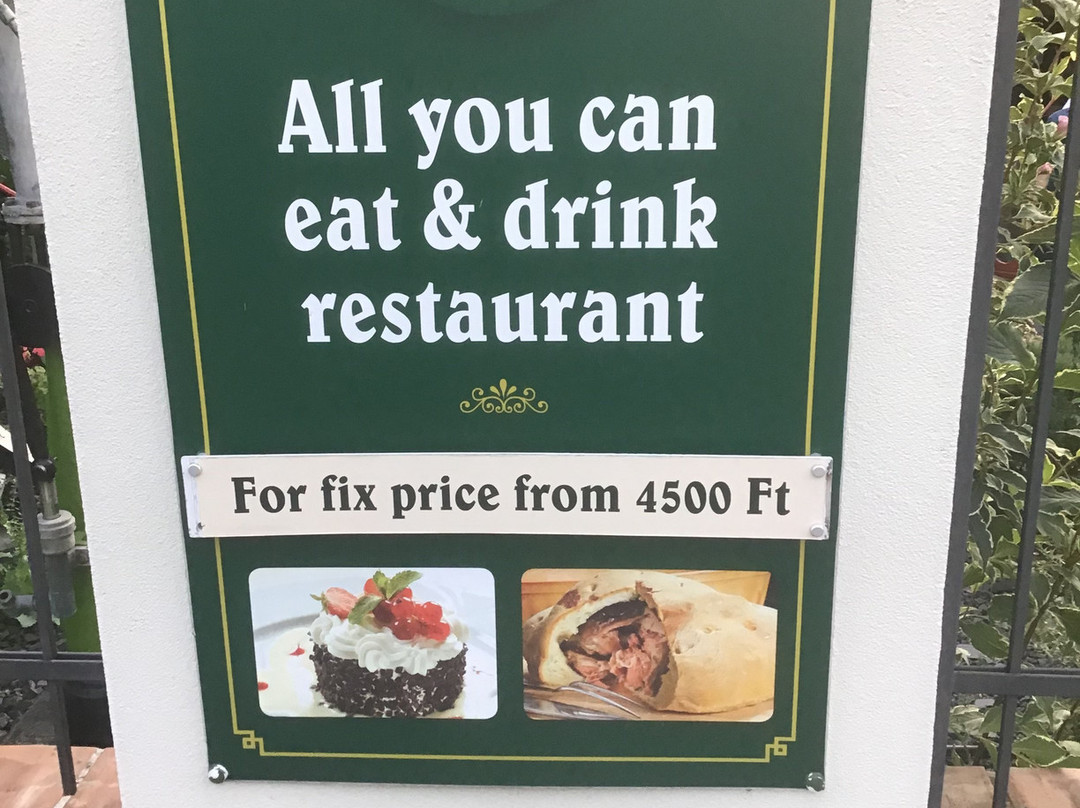 All you can
eat & drink
restaurant
For fix price from 4500 Ft